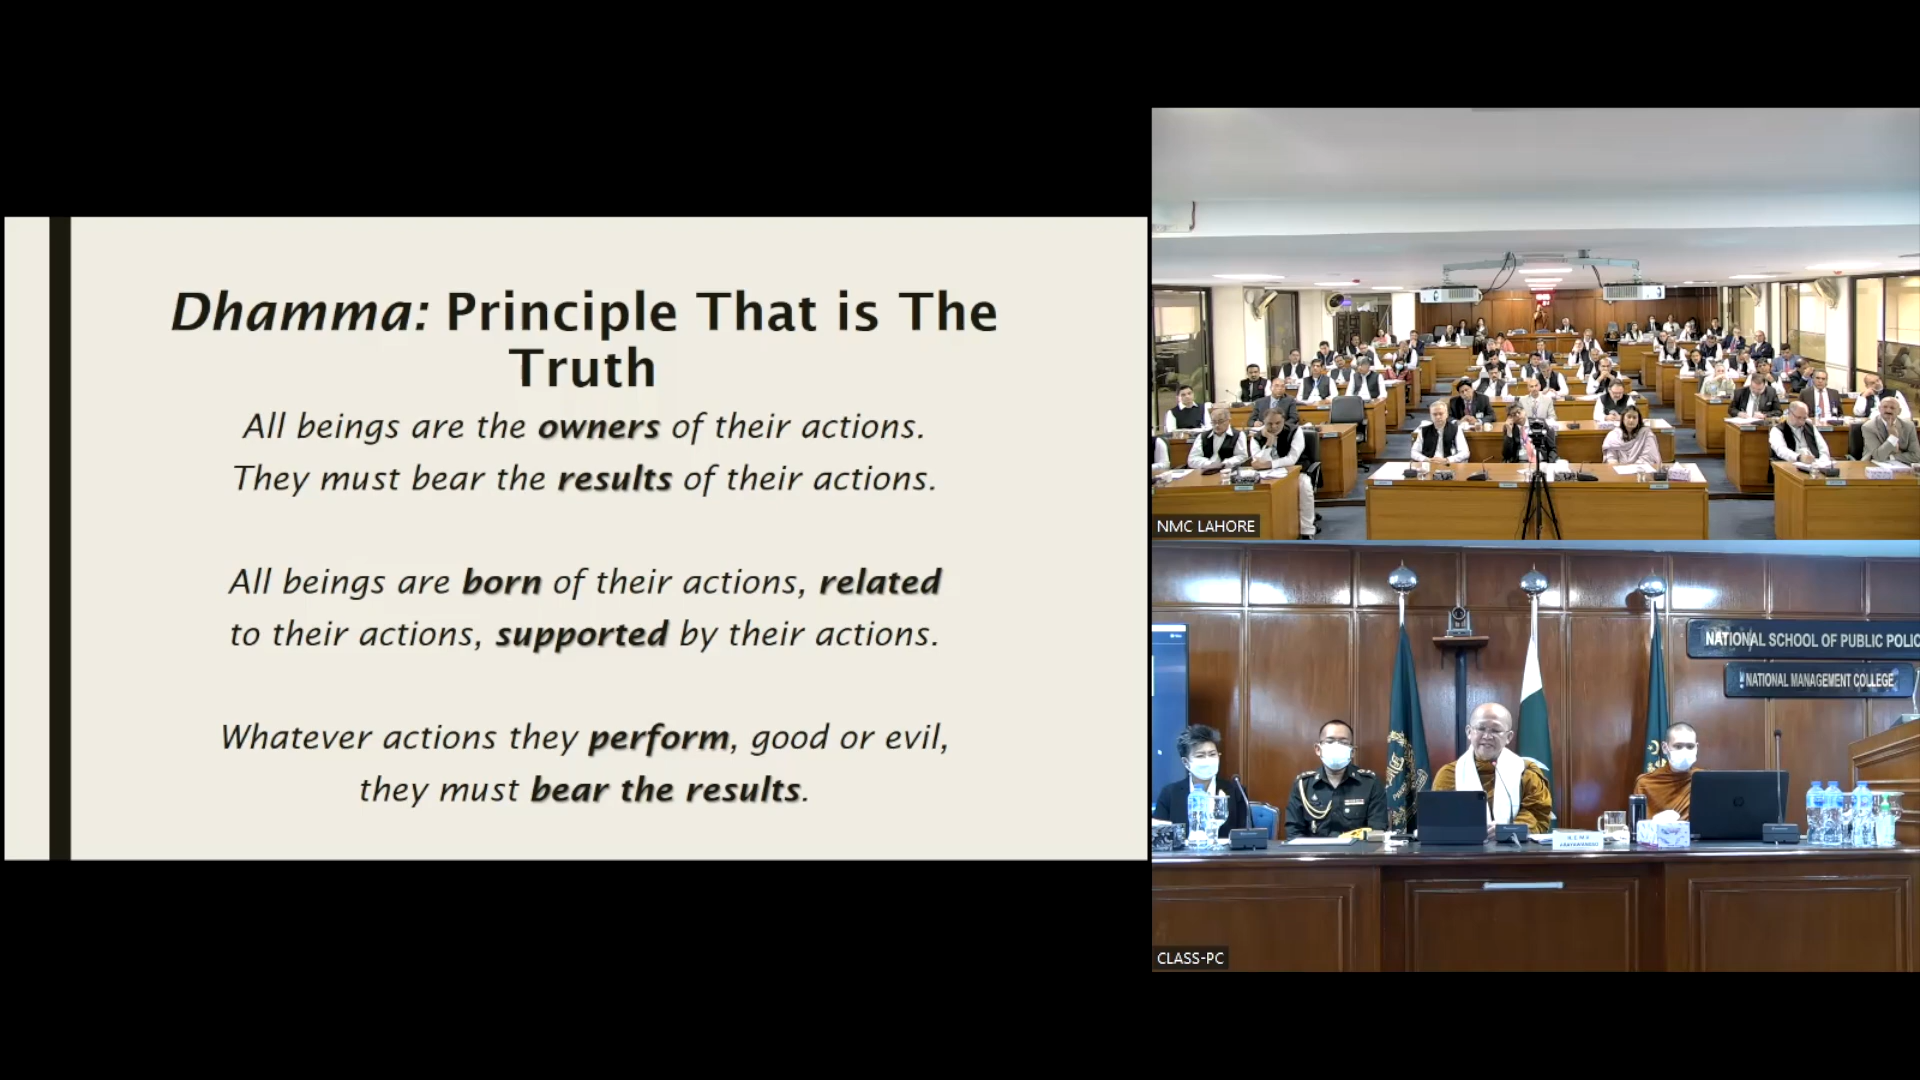 Dhamma: Principle That is The
Truth
All beings are the owners of their actions.
They must bear the results of their actions.
All beings are born of their actions, related
to their actions, supported by their actions.
Whatever actions they perform, good or evil,
they must bear the results.
NMC LAHORE
NATIONAL SCHOOL OF PUBLIC POLIC
NATIONAL MANAGEMENT COLLEGE
CLASS-PC